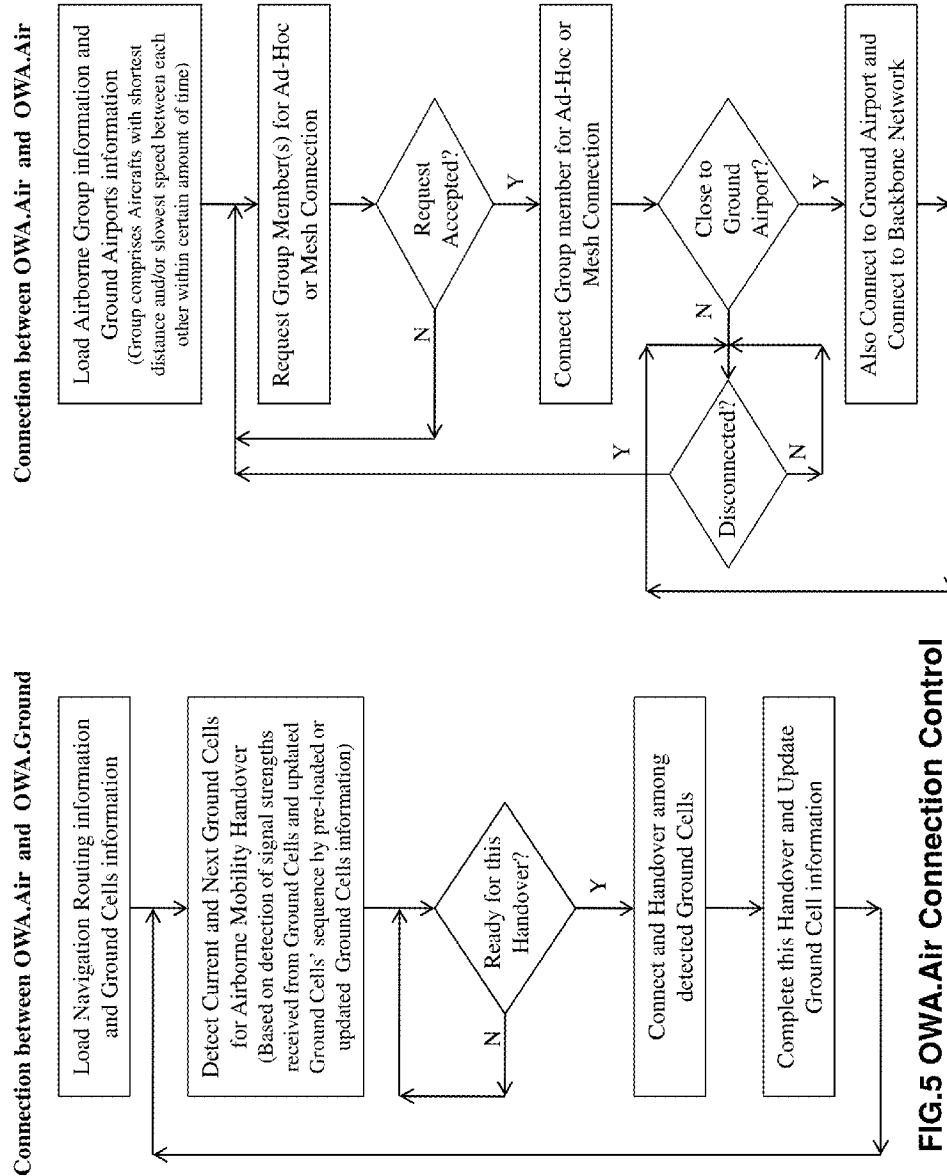 Connection between OWA.Air and OWA.Ground
Load Navigation Routing information
and Ground Cells information
Detect Current and Next Ground Cells
for Airborne Mobility Handover
(Based on detection of signal strengths
received from Ground Cells and updated
Ground Cells’ sequence by pre-loaded or
updated Ground Cells information)
Ready for this
Handover?
N
Y
Connect and Handover among
detected Ground Cells
Complete this Handover and Update
Ground Cell information
Connection between OWA.Air and OWA.Air
Load Airborne Group information and
Ground Airports information
(Group comprises Aircrafts with shortest
distance and/or slowest speed between each
other within certain amount of time)
Request Group Member(s) for Ad-Hoc
or Mesh Connection
Request
Accepted?
N
Y
Connect Group member for Ad-Hoc or
Mesh Connection
Close to
Ground
Airport?
N
Y
Disconnected?
Y
N
Also Connect to Ground Airport and
Connect to Backbone Network
FIG.5 OWA.Air Connection Control